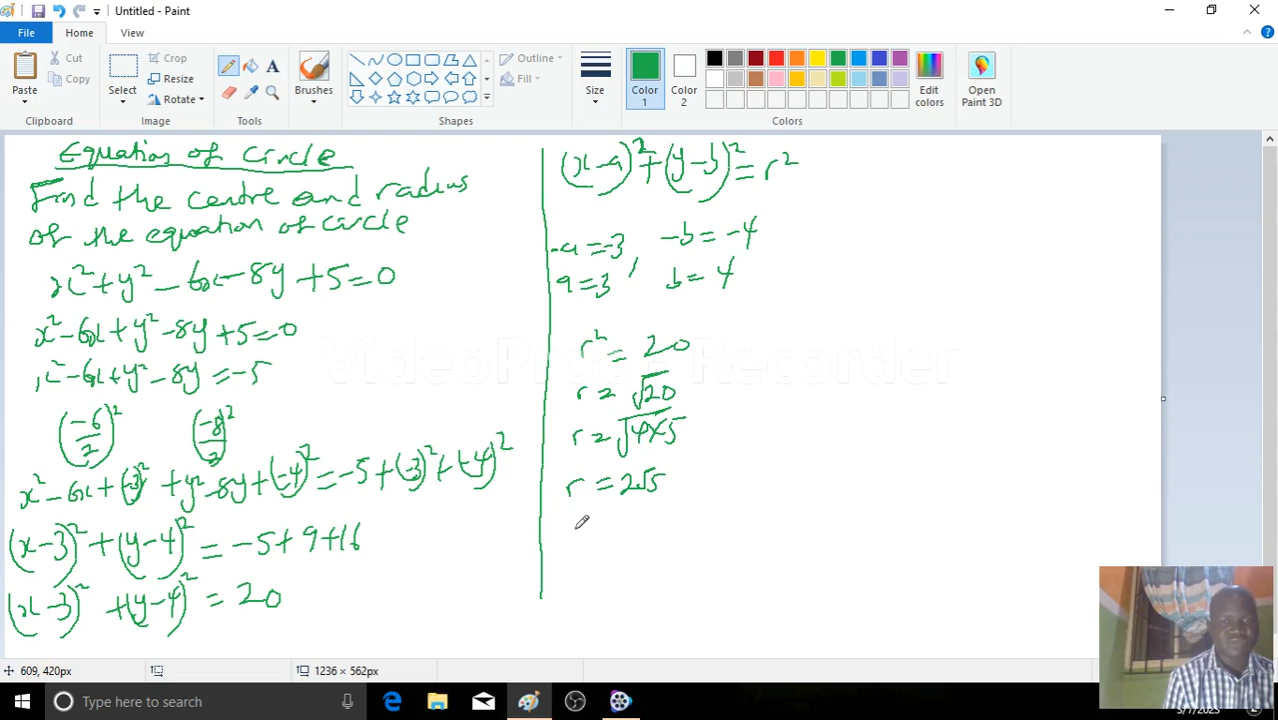 Untitled - Paint
File
Home
View
Paste
Cut
Copy
Clipboard
Select
Crop
Resize
Rotate
Image
A
Tools
Brushes
Outline
Fill
Shapes
Size
Color 1
Color 2
Edit colors
Colors
Open Paint 3D
Equation of circle
Find the centre and radius
of the equation of circle
x²+y²-6x-8y+5=0
x²-6x+y²-8y+5=0
x²-6x+y²-8y=-5
(-6/2)² (-8/2)²
x²-6x+(-3)²+y²-8y+(-4)²=-5+(-3)²+(-4)²
(x-3)²+(y-4)²=-5+9+16
(x-3)²+(y-4)²=20
(x-a)²+(y-b)²=r²
-a=-3, -b=-4
a=3 b=4
r²=20
r=√20
r=√4×5
r=2√5
609, 420px
1236 × 562px
Type here to search